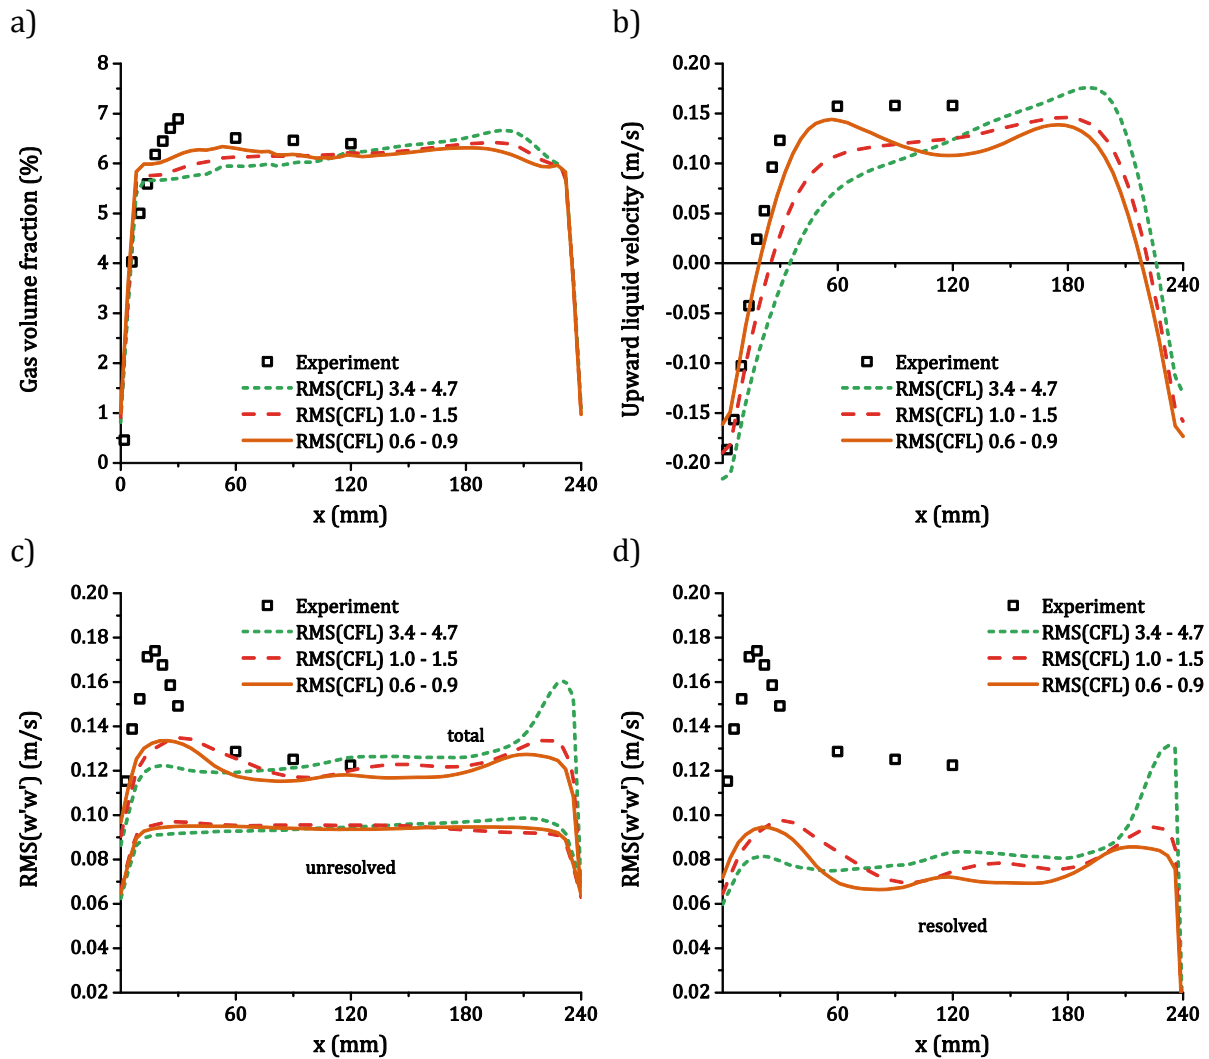 a)
8
7
6
5
4
3
2
1
0
0
60
120
180
240
Gas volume fraction (%)
x (mm)
Experiment
RMS(CFL) 3.4 - 4.7
RMS(CFL) 1.0 - 1.5
RMS(CFL) 0.6 - 0.9
b)
0.20
0.15
0.10
0.05
0.00
-0.05
-0.10
-0.15
-0.20
60
120
180
240
Upward liquid velocity (m/s)
x (mm)
Experiment
RMS(CFL) 3.4 - 4.7
RMS(CFL) 1.0 - 1.5
RMS(CFL) 0.6 - 0.9
c)
0.20
0.18
0.16
0.14
0.12
0.10
0.08
0.06
0.04
0.02
60
120
180
240
RMS(w'w') (m/s)
x (mm)
Experiment
RMS(CFL) 3.4 - 4.7
RMS(CFL) 1.0 - 1.5
RMS(CFL) 0.6 - 0.9
total
unresolved
d)
0.20
0.18
0.16
0.14
0.12
0.10
0.08
0.06
0.04
0.02
60
120
180
240
RMS(w'w') (m/s)
x (mm)
Experiment
RMS(CFL) 3.4 - 4.7
RMS(CFL) 1.0 - 1.5
RMS(CFL) 0.6 - 0.9
resolved